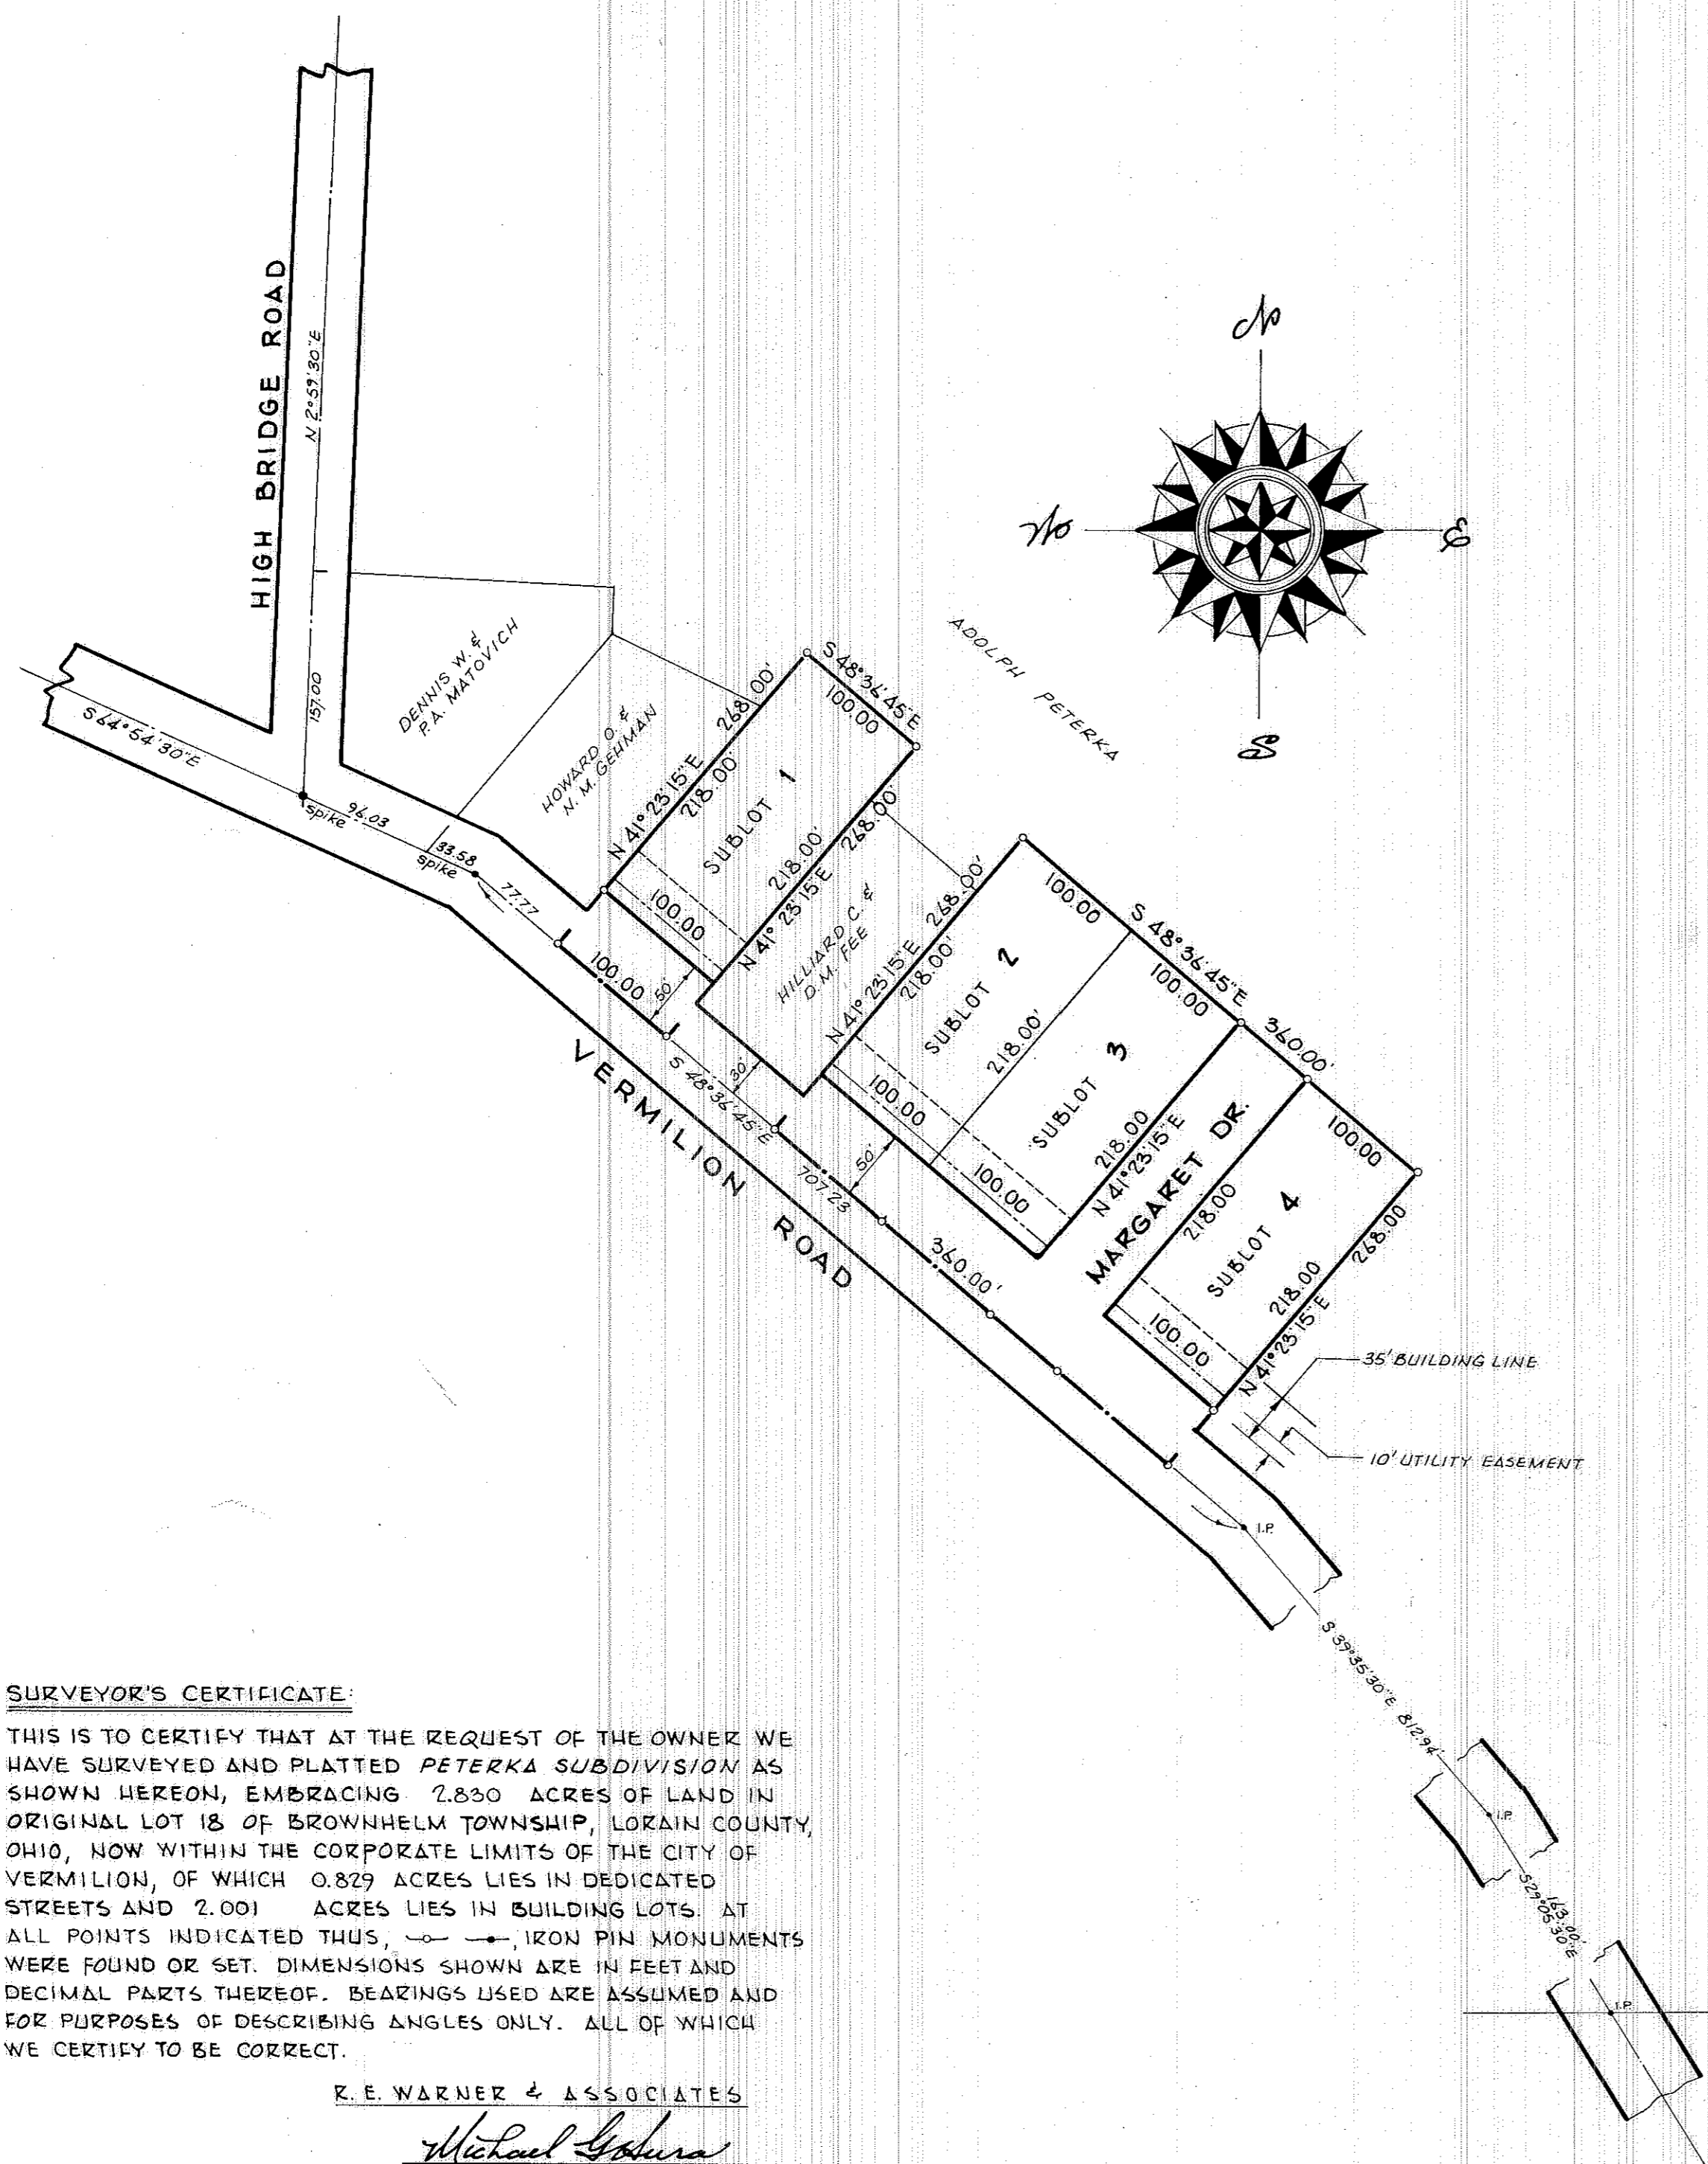 HIGH BRIDGE ROAD
N 2°59'30"E
157.00
S 64°54'30"E
spike
96.03
33.58
spike
77.77
DENNIS W. &
P.A. MATOVICH
HOWARD O. &
N. M. GEHMAN
N 41° 23' 15" E
268.00'
218.00'
S 48°36'45"E
100.00
SUBLOT 1
218.00'
N 41° 23' 15" E
268.00'
100.00
100.00
50'
HILLIARD C. &
D. M. FEE
ADOLPH PETERKA
N
W
E
S
N 41° 23' 15" E
268.00'
218.00'
SUBLOT 2
100.00
S 48°36'45"E
100.00
218.00'
SUBLOT 3
100.00
100.00
218.00
N 41°23'15"E
360.00'
MARGARET DR.
100.00
218.00
SUBLOT 4
218.00
268.00
N 41°23'15"E
100.00
30'
S 48°36'45"E
50'
707.23
360.00'
VERMILION ROAD
35' BUILDING LINE
10' UTILITY EASEMENT
I.P.
S 39°35'30"E 812.94'
I.P.
163.00'
S29°05'30"E
I.P.
SURVEYOR'S CERTIFICATE:
THIS IS TO CERTIFY THAT AT THE REQUEST OF THE OWNER WE
HAVE SURVEYED AND PLATTED PETERKA SUBDIVISION AS
SHOWN HEREON, EMBRACING 2.830 ACRES OF LAND IN
ORIGINAL LOT 18 OF BROWNHELM TOWNSHIP, LORAIN COUNTY,
OHIO, NOW WITHIN THE CORPORATE LIMITS OF THE CITY OF
VERMILION, OF WHICH 0.829 ACRES LIES IN DEDICATED
STREETS AND 2.001 ACRES LIES IN BUILDING LOTS. AT
ALL POINTS INDICATED THUS, IRON PIN MONUMENTS
WERE FOUND OR SET. DIMENSIONS SHOWN ARE IN FEET AND
DECIMAL PARTS THEREOF. BEARINGS USED ARE ASSUMED AND
FOR PURPOSES OF DESCRIBING ANGLES ONLY. ALL OF WHICH
WE CERTIFY TO BE CORRECT.
R. E. WARNER & ASSOCIATES
Michael